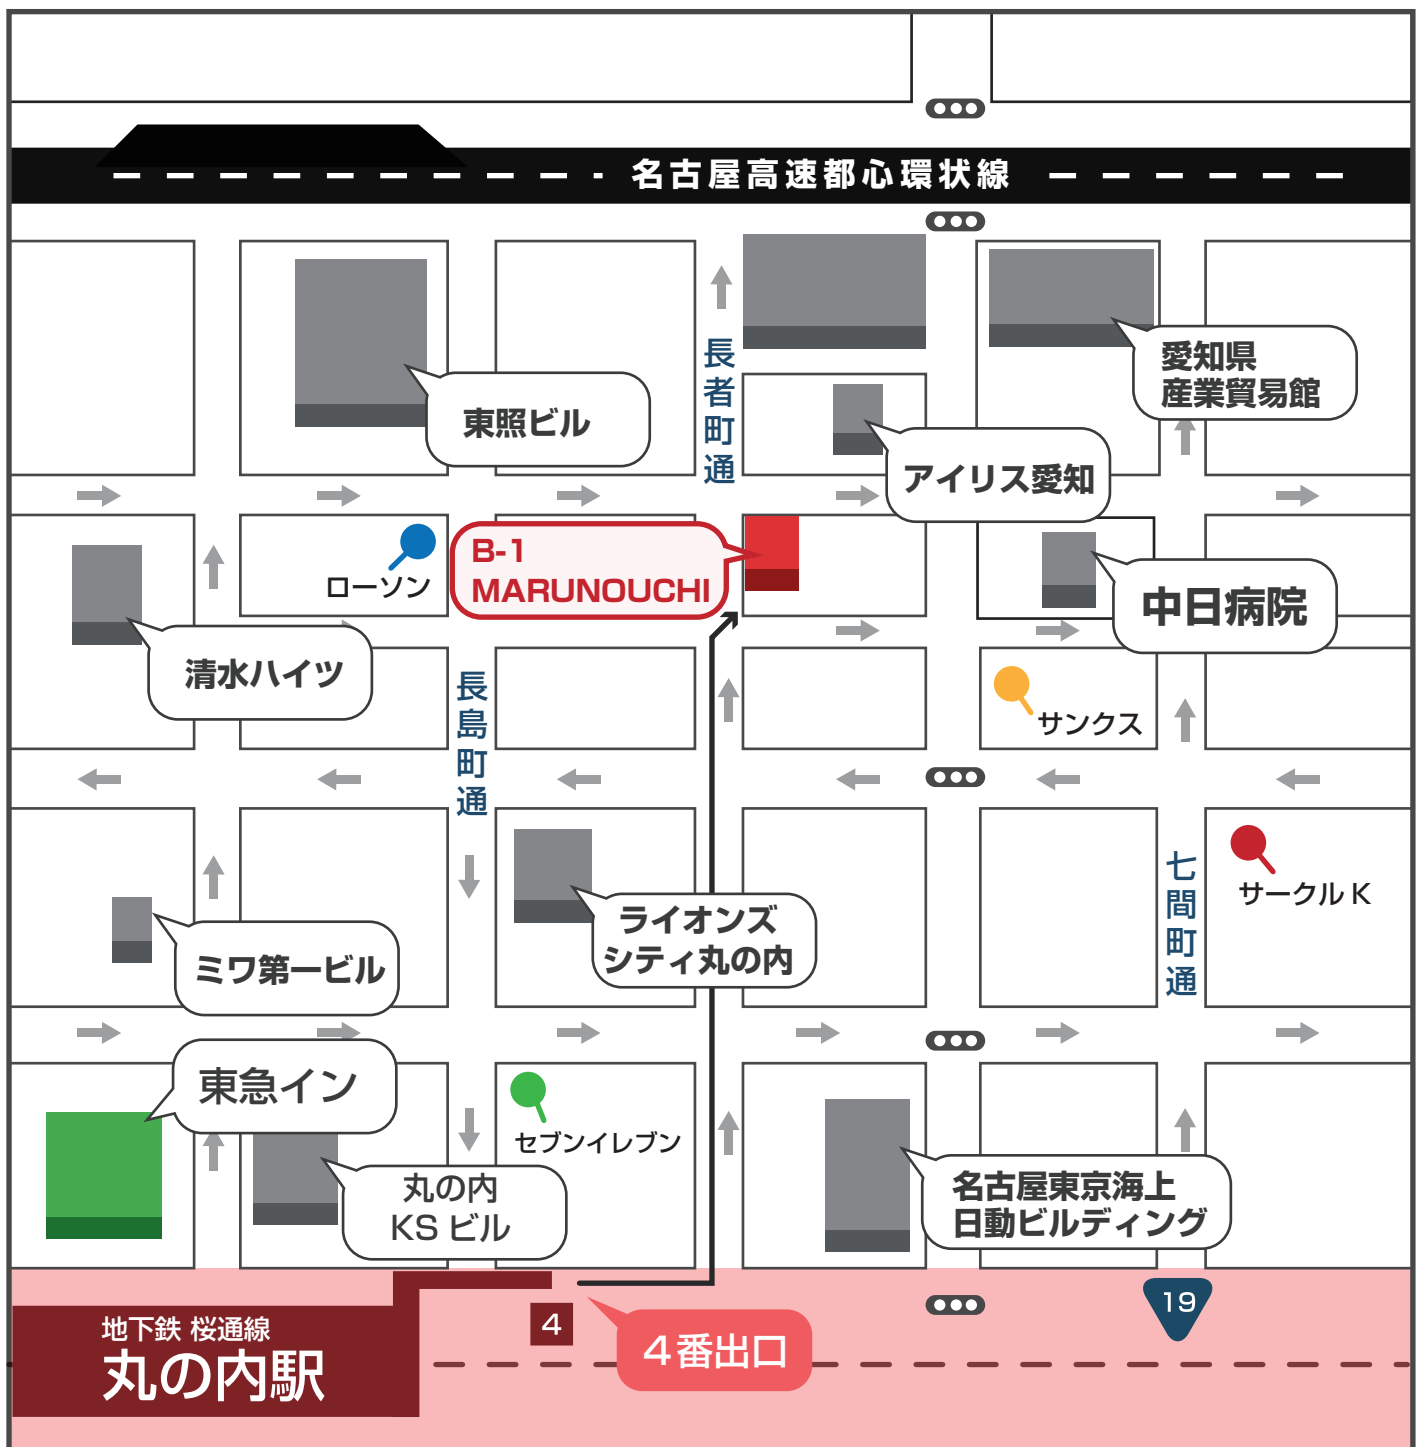 名古屋高速都心環状線
長者町通
愛知県
産業貿易館
東照ビル
アイリス愛知
ローソン
B-1
MARUNOUCHI
中日病院
清水ハイツ
長島町通
サンクス
七間町通
サークルK
ライオンズ
シティ丸の内
ミワ第一ビル
東急イン
セブンイレブン
丸の内
KSビル
名古屋東京海上
日動ビルディング
19
4
4番出口
地下鉄 桜通線
丸の内駅